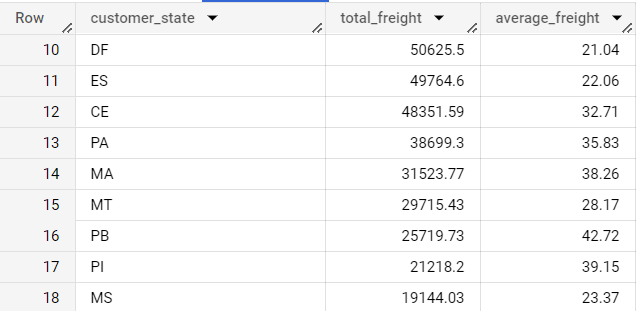 Row customer_state total_freight average_freight
10 DF 50625.5 21.04
11 ES 49764.6 22.06
12 CE 48351.59 32.71
13 PA 38699.3 35.83
14 MA 31523.77 38.26
15 MT 29715.43 28.17
16 PB 25719.73 42.72
17 PI 21218.2 39.15
18 MS 19144.03 23.37